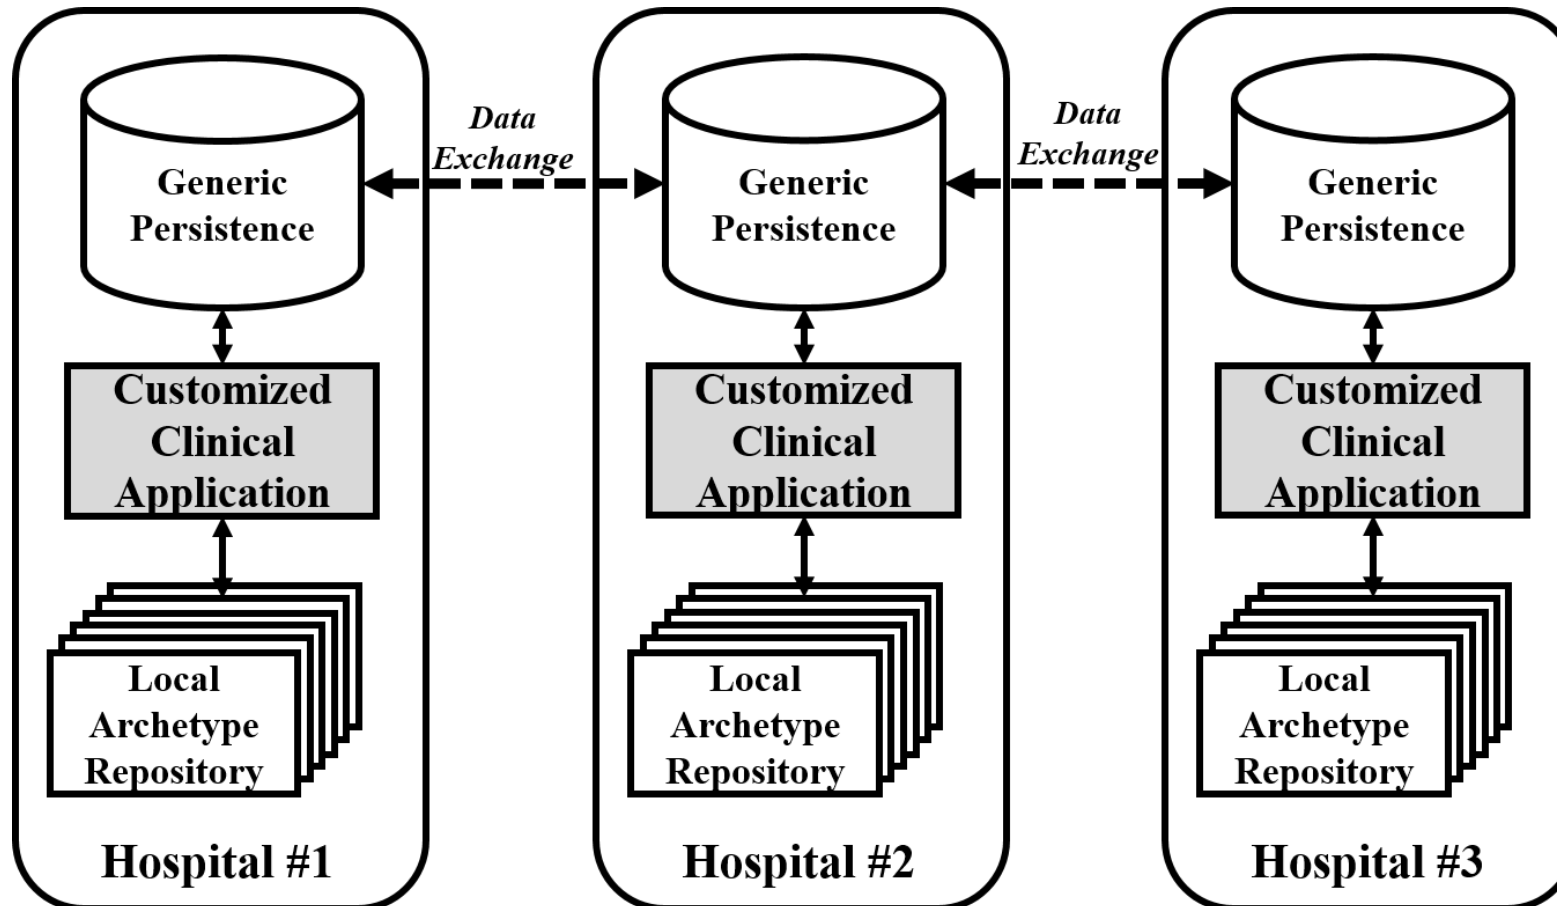 Generic
Persistence
Customized
Clinical
Application
Local
Archetype
Repository
Hospital #1
Data
Exchange
Generic
Persistence
Customized
Clinical
Application
Local
Archetype
Repository
Hospital #2
Data
Exchange
Generic
Persistence
Customized
Clinical
Application
Local
Archetype
Repository
Hospital #3